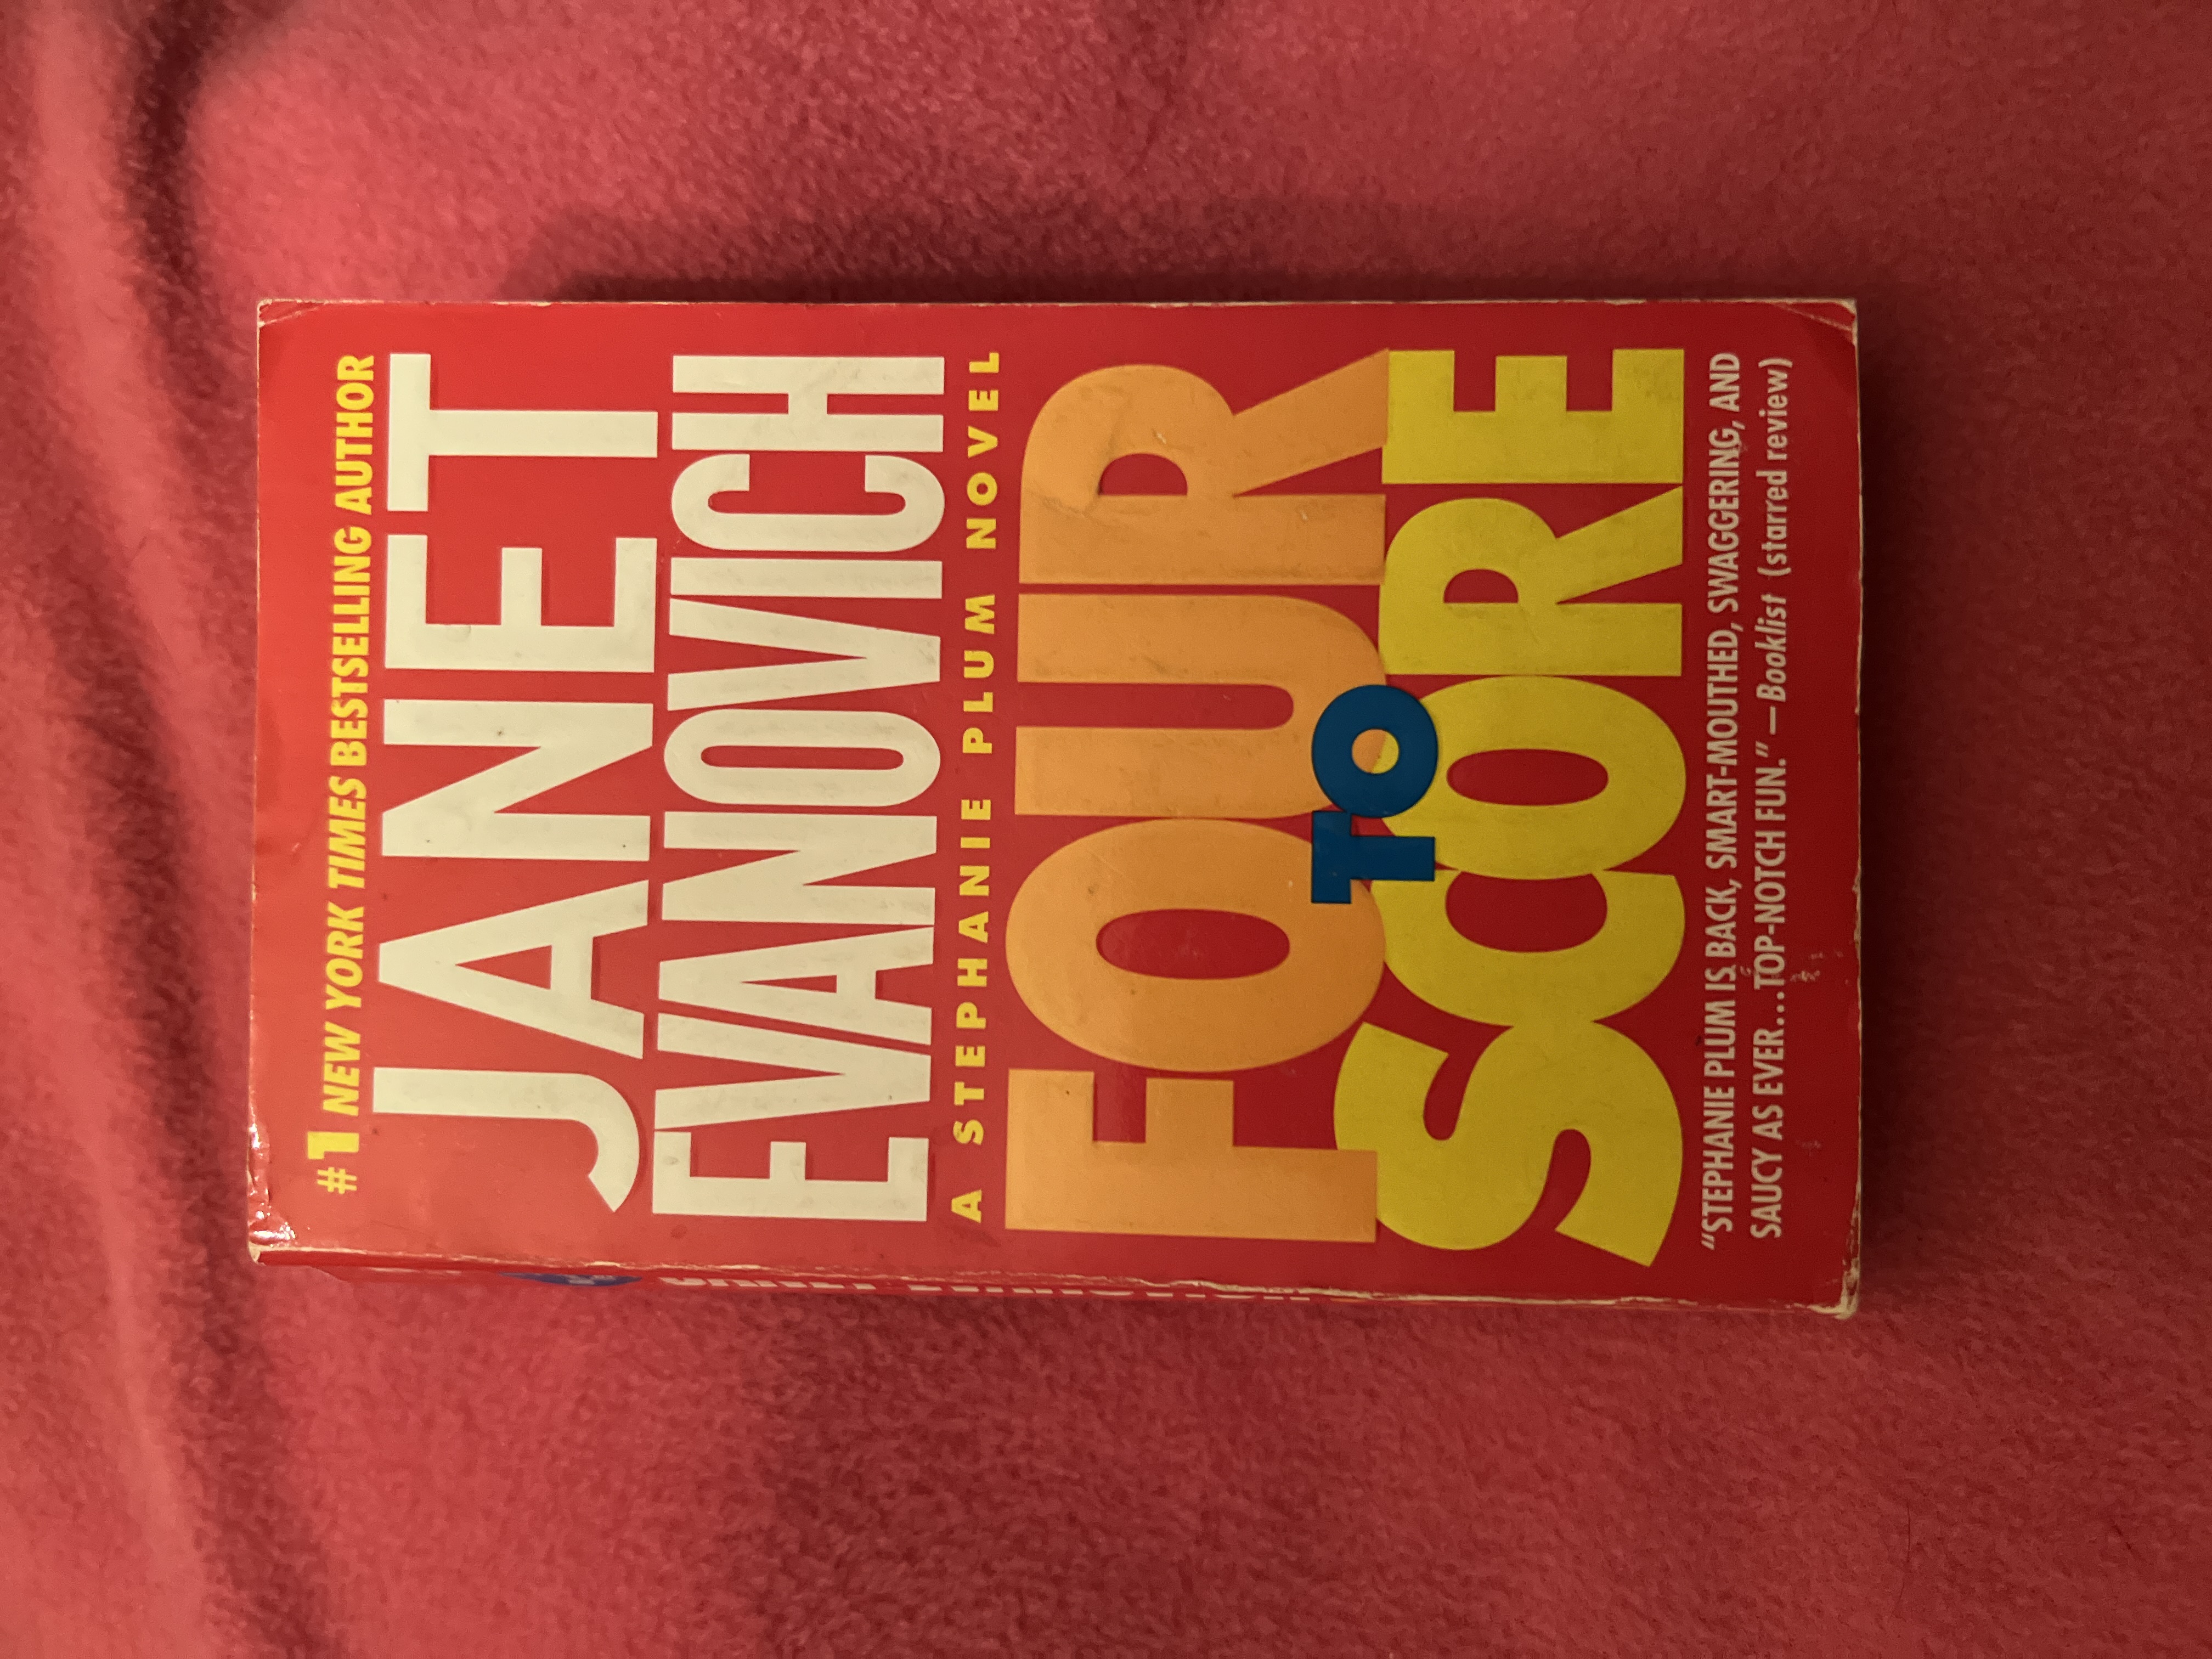 #1 NEW YORK TIMES BESTSELLING AUTHOR
JANET
EVANOVICH
A STEPHANIE PLUM NOVEL
FOUR
TO
SCORE
“STEPHANIE PLUM IS BACK, SMART-MOUTHED, SWAGGERING, AND
SAUCY AS EVER...TOP-NOTCH FUN.” —Booklist (starred review)